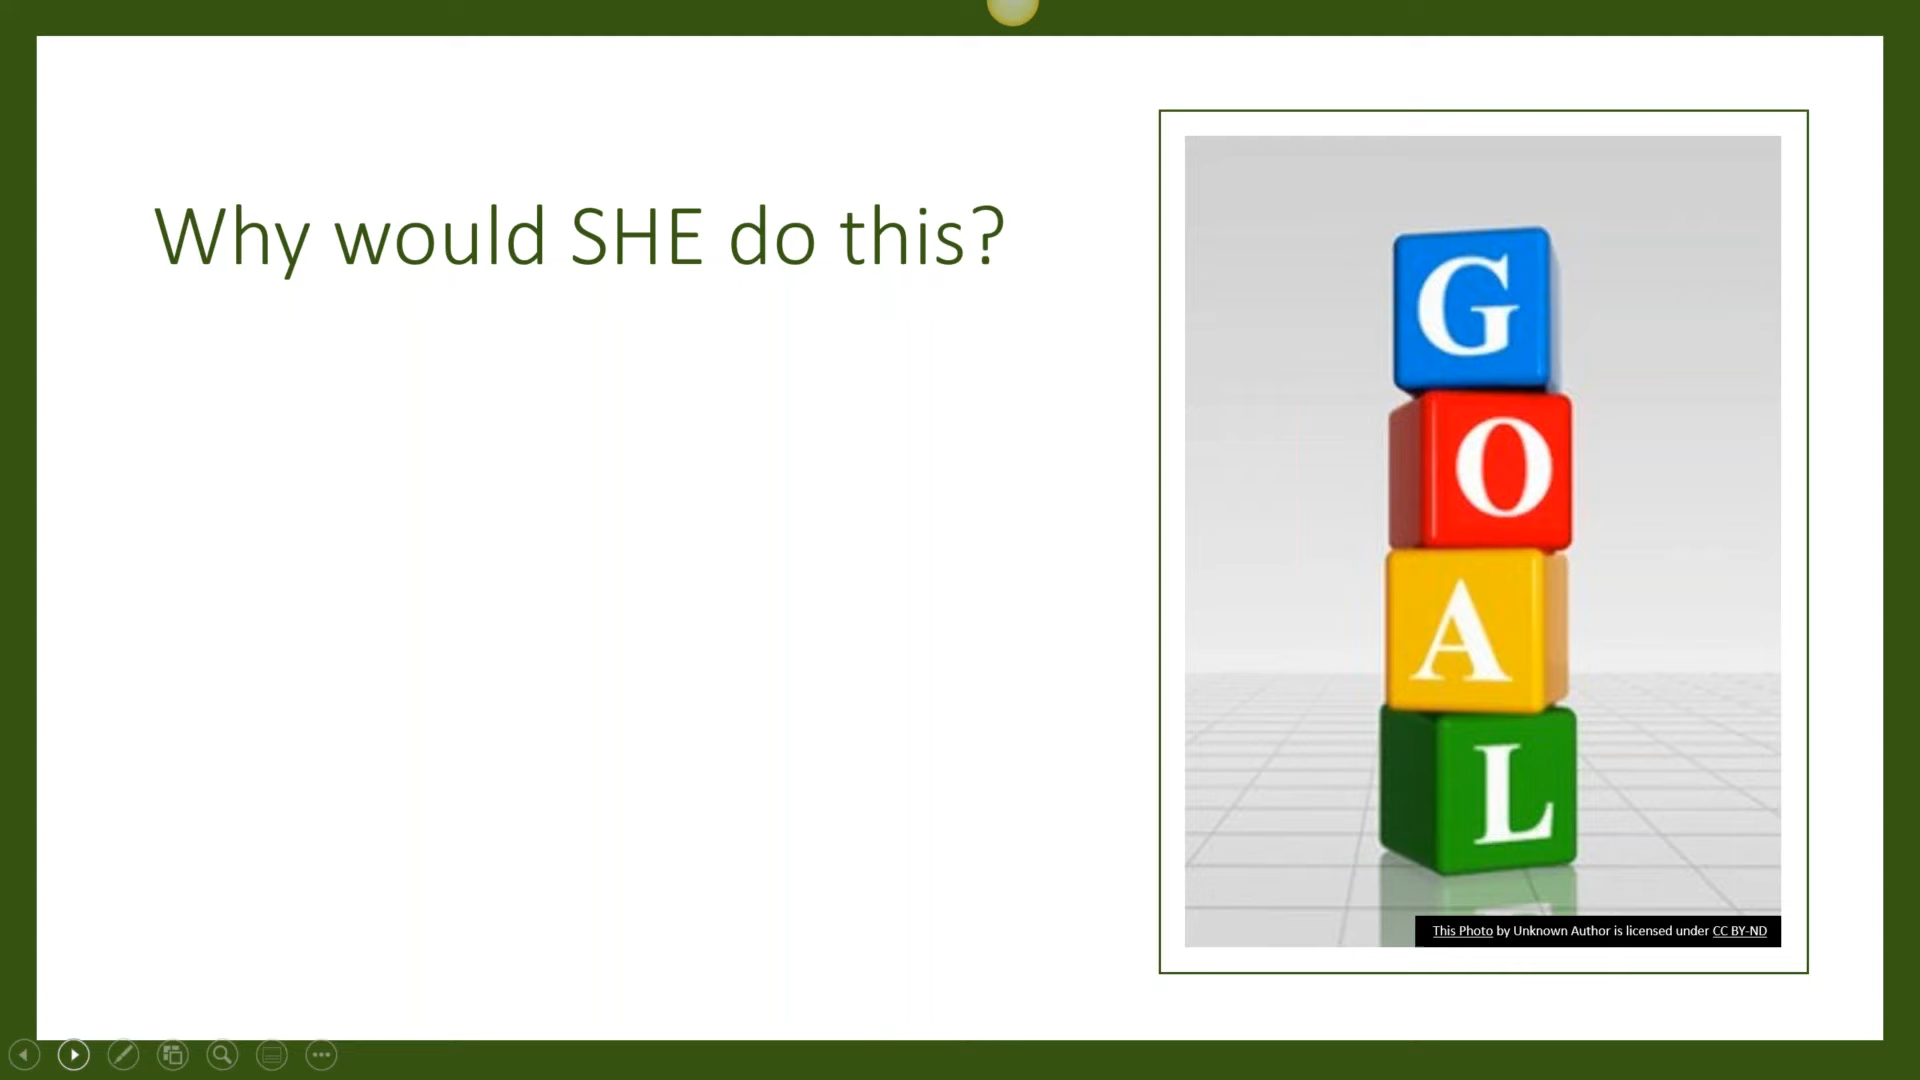 Why would SHE do this?
G
O
A
L
This Photo by Unknown Author is licensed under CC BY-ND